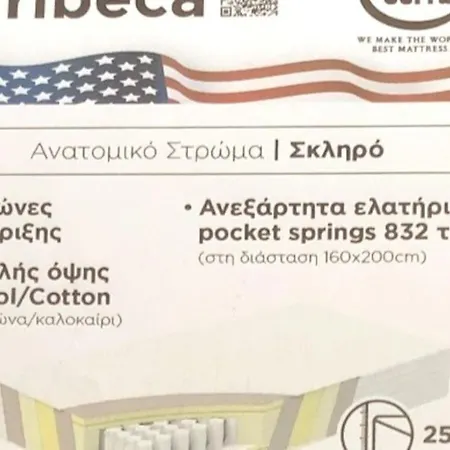 ribeca
WE MAKE THE WOR
BEST MATTRESS
Ανατομικό Στρώμα | Σκληρό
ώνες
ριξης
λής όψης
ol/Cotton
ώνα/καλοκαίρι)
• Ανεξάρτητα ελατήρι
pocket springs 832 τ
(στη διάσταση 160x200cm)
25